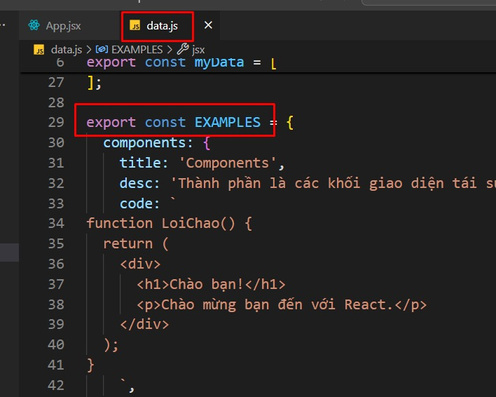 App.jsx
data.js
data.js > EXAMPLES > jsx
6 export const myData = [
27 ];
28
29 export const EXAMPLES = {
30 components: {
31 title: 'Components',
32 desc: 'Thành phần là các khối giao diện tái
33 code: `
34 function LoiChao() {
35 return (
36 <div>
37 <h1>Chào bạn!</h1>
38 <p>Chào mừng bạn đến với React.</p>
39 </div>
40 );
41 }
42 `,